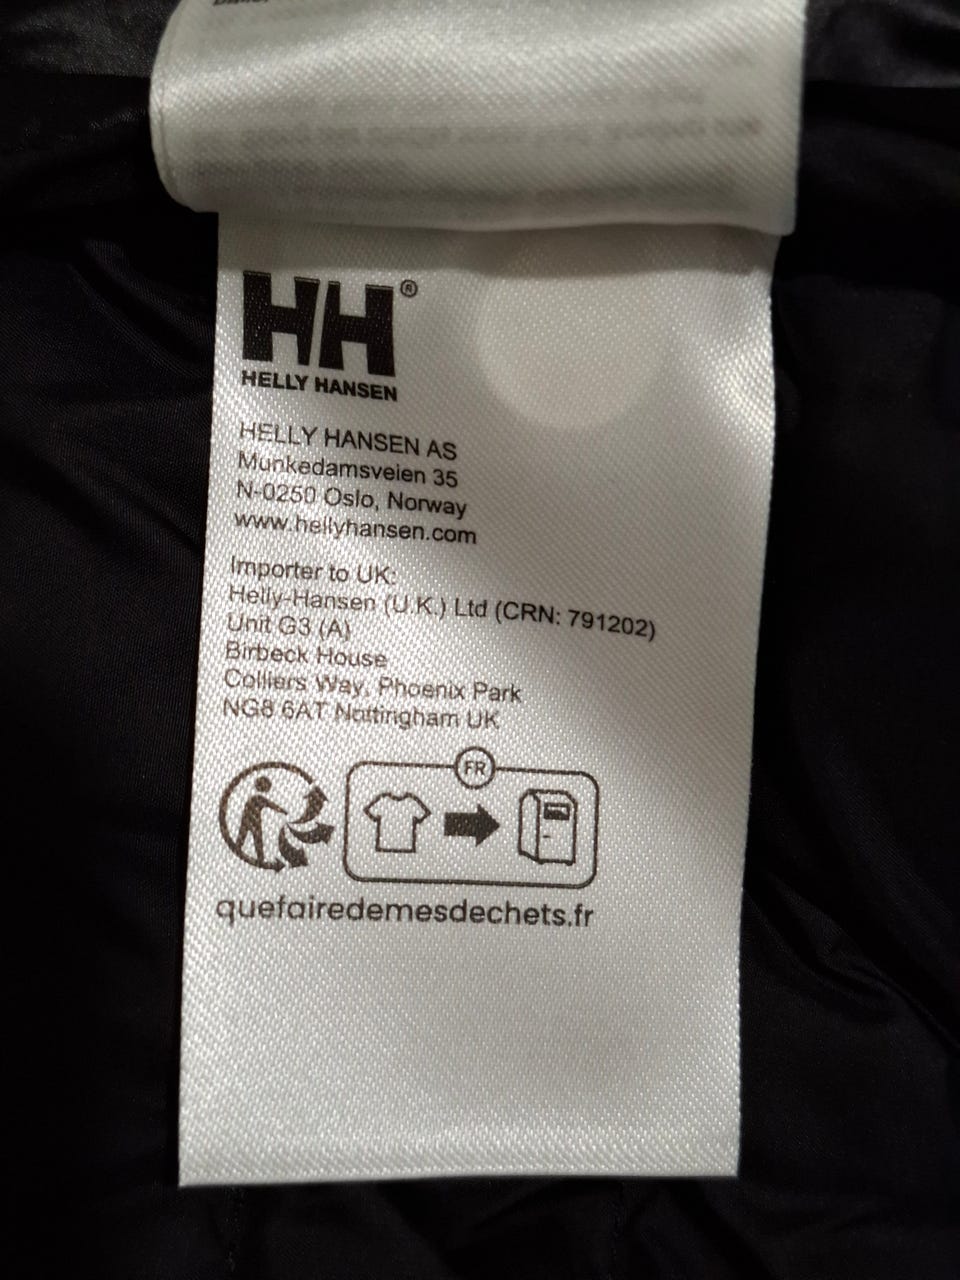 HH®
HELLY HANSEN
HELLY HANSEN AS
Munkedamsveien 35
N-0250 Oslo, Norway
www.hellyhansen.com
Importer to UK:
Helly-Hansen (U.K.) Ltd (CRN: 791202)
Unit G3 (A)
Birbeck House
Colliers Way, Phoenix Park
NG8 6AT Nottingham UK
FR
quefairedemesdechets.fr